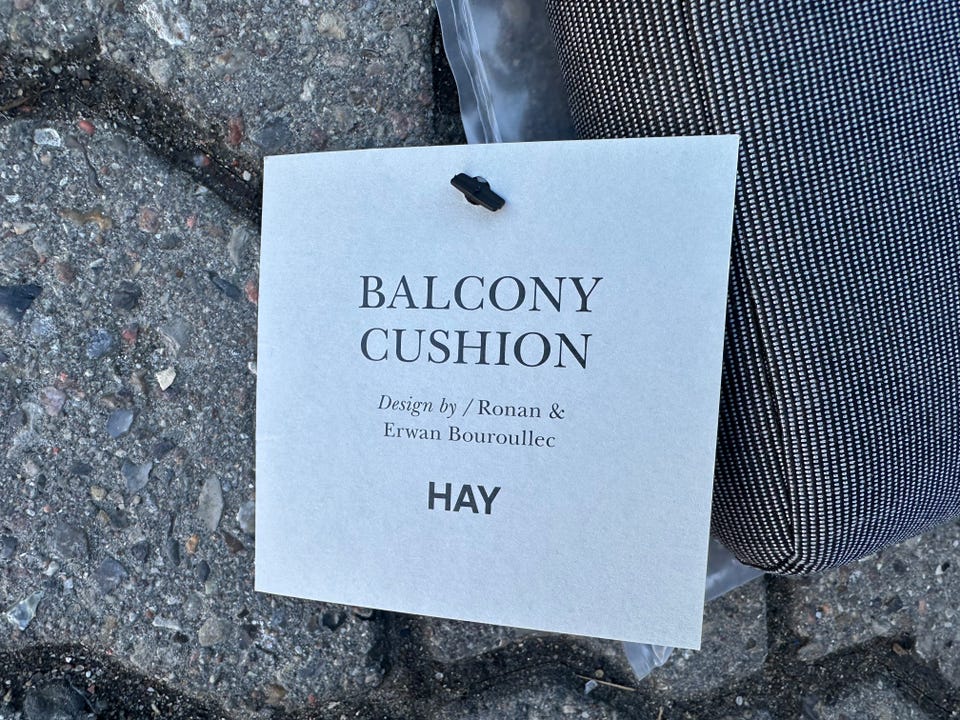 BALCONY
CUSHION
Design by / Ronan &
Erwan Bouroullec
HAY